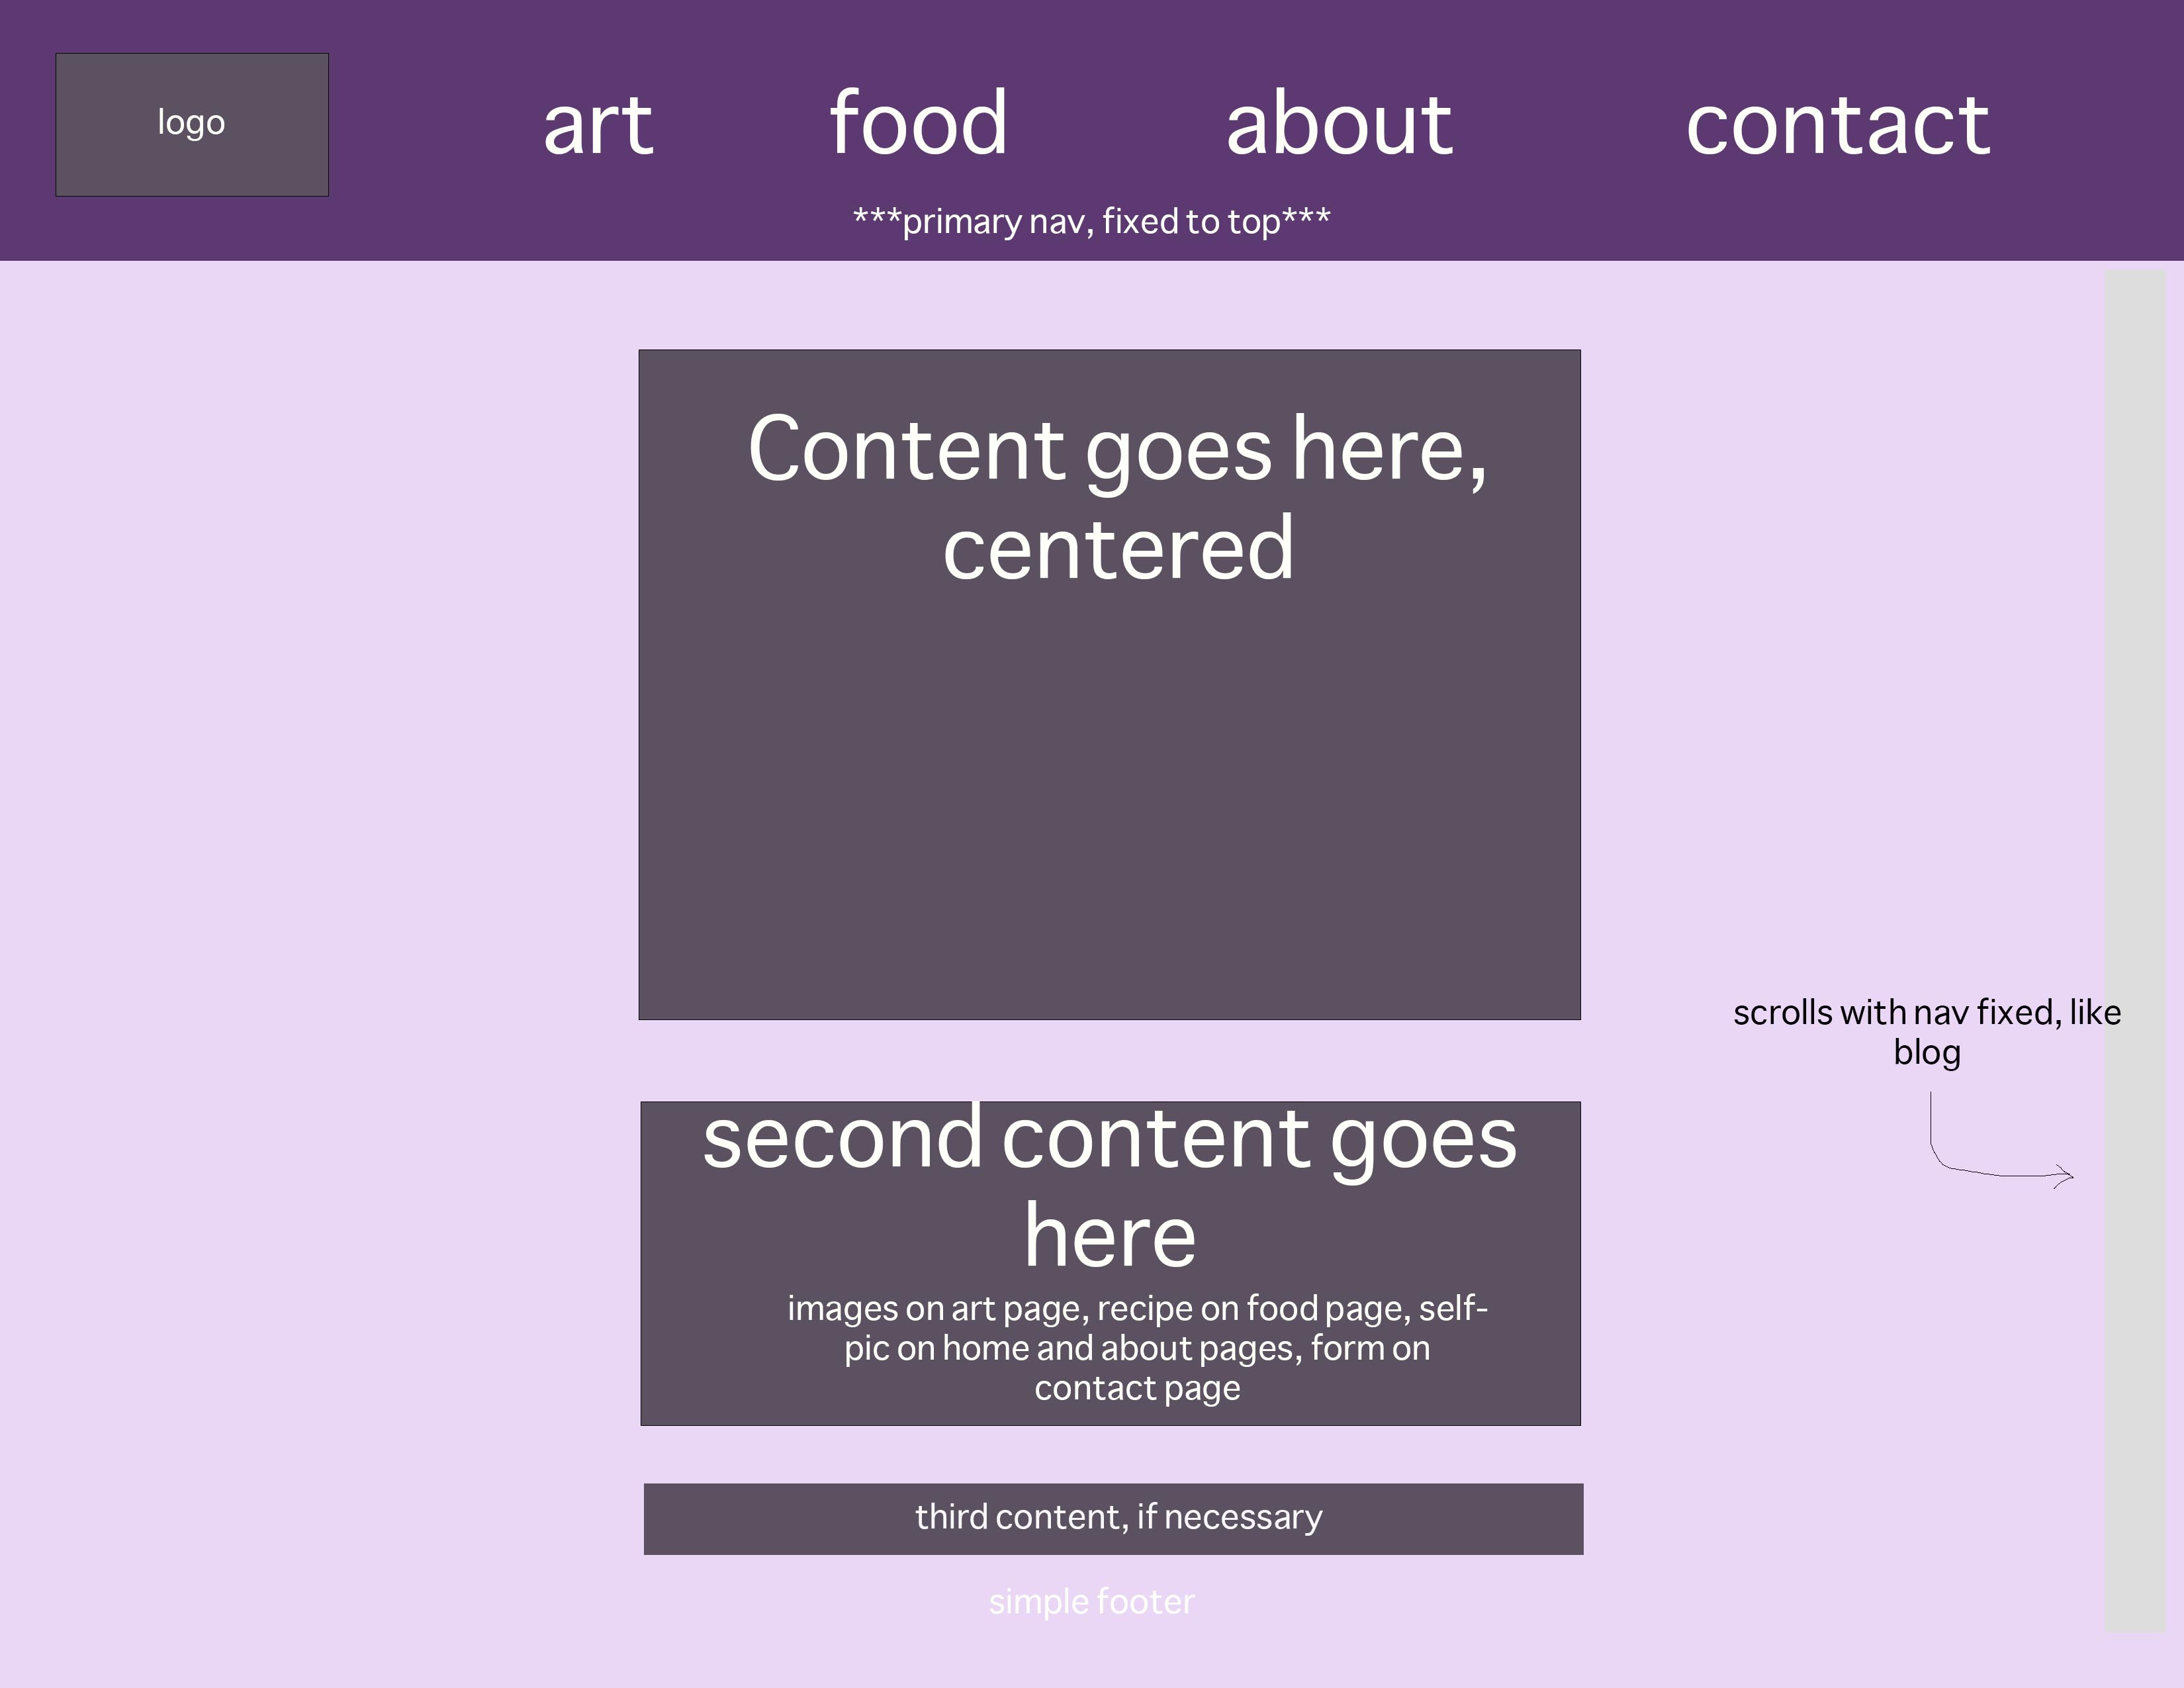 logo
art food about contact
***primary nav, fixed to top***
Content goes here,
centered
scrolls with nav fixed, like
blog
second content goes
here
images on art page, recipe on food page, self-
pic on home and about pages, form on
contact page
third content, if necessary
simple footer